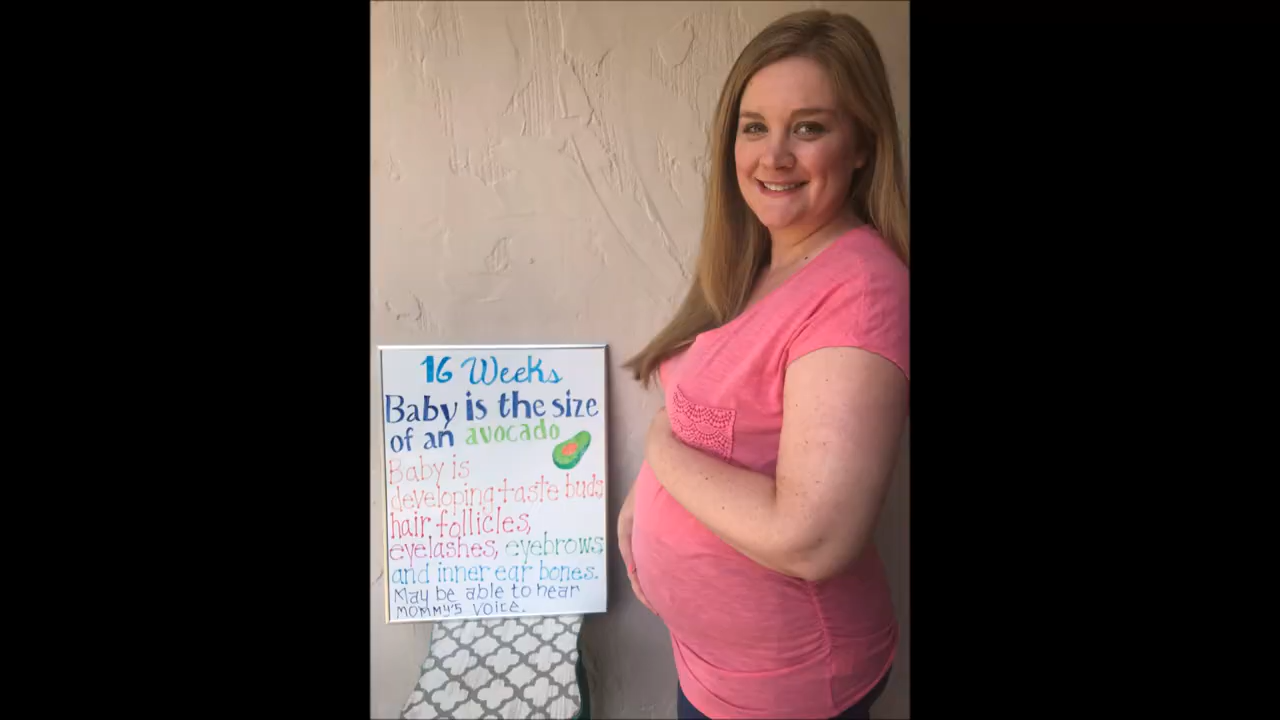 16 Weeks
Baby is the size
of an avocado
Baby is
developing taste buds
hair follicles,
eyelashes, eyebrows
and inner ear bones.
May be able to hear
MOMMY'S VOICE.